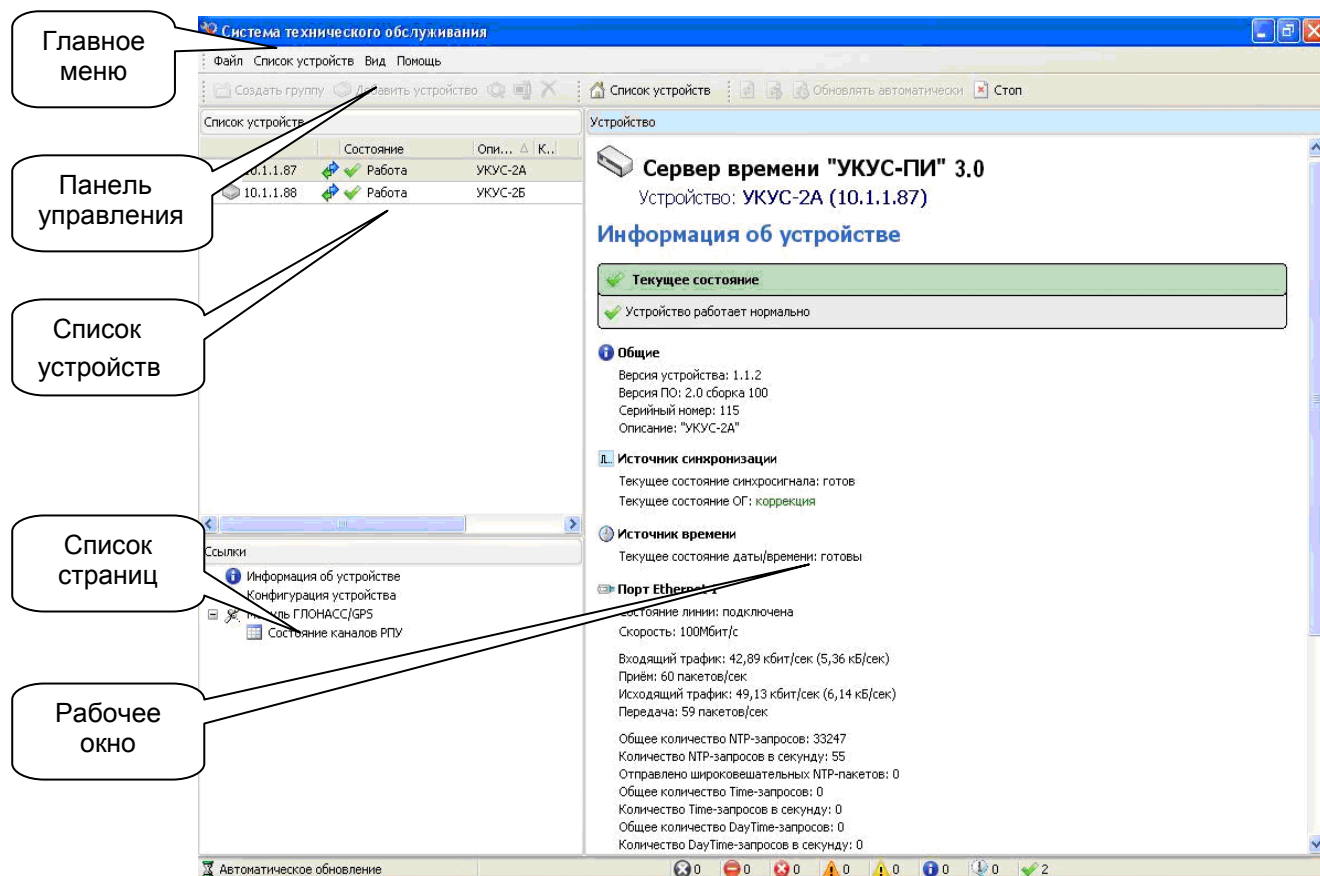 Главное
меню
Панель
управления
Список
устройств
Список
страниц
Рабочее
окно
Система технического обслуживания
Файл Список устройств Вид Помощь
Создать группу Добавить устройство Список устройств Обновлять автоматически Стоп
Список устройств
Состояние Опи... К..
10.1.1.87 Работа УКУС-2А
10.1.1.88 Работа УКУС-2Б
Ссылки
Информация об устройстве
Конфигурация устройства
Модуль ГЛОНАСС/GPS
Состояние каналов РПУ
Устройство
Сервер времени "УКУС-ПИ" 3.0
Устройство: УКУС-2А (10.1.1.87)
Информация об устройстве
Текущее состояние
Устройство работает нормально
Общие
Версия устройства: 1.1.2
Версия ПО: 2.0 сборка 100
Серийный номер: 115
Описание: "УКУС-2А"
Источник синхронизации
Текущее состояние синхросигнала: готов
Текущее состояние ОГ: коррекция
Источник времени
Текущее состояние даты/времени: готовы
Порт Ethernet 1
Состояние линии: подключена
Скорость: 100Мбит/с
Входящий трафик: 42,89 кбит/сек (5,36 кБ/сек)
Приём: 60 пакетов/сек
Исходящий трафик: 49,13 кбит/сек (6,14 кБ/сек)
Передача: 59 пакетов/сек
Общее количество NTP-запросов: 33247
Количество NTP-запросов в секунду: 55
Отправлено широковещательных NTP-пакетов: 0
Общее количество Time-запросов: 0
Количество Time-запросов в секунду: 0
Общее количество DayTime-запросов: 0
Количество DayTime-запросов в секунду: 0
Автоматическое обновление 0 0 0 0 0 0 0 2